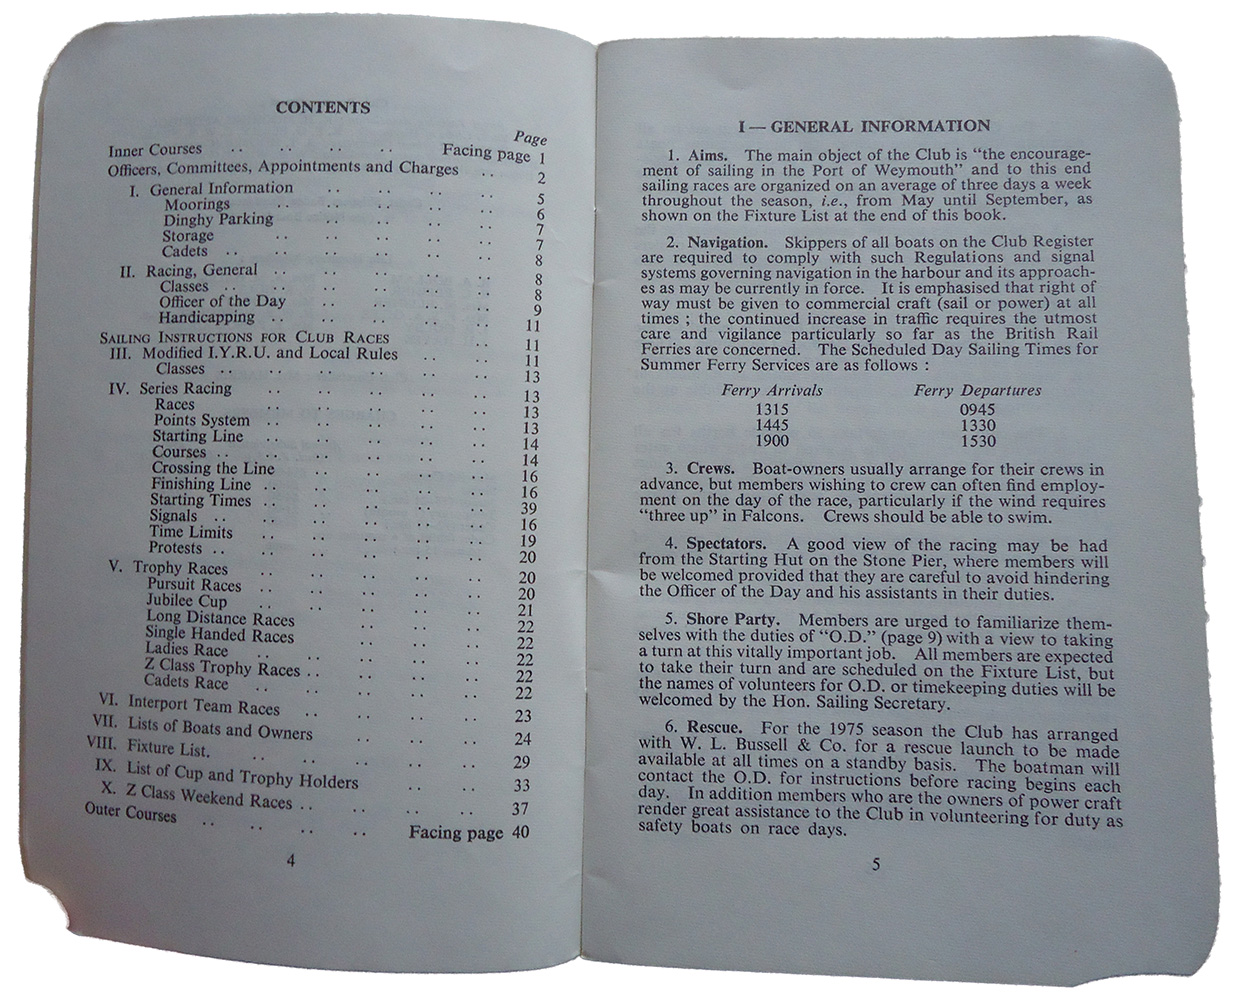 CONTENTS
Page
Inner Courses .. .. .. .. Facing page 1
Officers, Committees, Appointments and Charges .. 2
I. General Information .. .. .. .. 5
Moorings .. .. .. .. 6
Dinghy Parking .. .. .. .. 7
Storage .. .. .. .. .. 7
Cadets .. .. .. .. .. .. 8
II. Racing, General .. .. .. .. .. 8
Classes .. .. .. .. .. .. 8
Officer of the Day .. .. .. .. 9
Handicapping .. .. .. .. .. 11
SAILING INSTRUCTIONS FOR CLUB RACES 11
III. Modified I.Y.R.U. and Local Rules .. .. 11
Classes .. .. .. .. .. .. 13
IV. Series Racing .. .. .. .. .. 13
Races .. .. .. .. .. 13
Points System .. .. .. .. .. 13
Starting Line .. .. .. .. .. 14
Courses .. .. .. .. .. .. 14
Crossing the Line .. .. .. .. 16
Finishing Line .. .. .. .. .. 16
Starting Times .. .. .. .. .. 39
Signals .. .. .. .. .. .. 16
Time Limits .. .. .. .. .. 19
Protests .. .. .. .. .. .. 20
V. Trophy Races .. .. .. .. .. 20
Pursuit Races .. .. .. .. .. 20
Jubilee Cup .. .. .. .. .. 21
Long Distance Races .. .. .. .. 22
Single Handed Races .. .. .. .. 22
Ladies Race .. .. .. .. .. 22
Z Class Trophy Races .. .. .. .. 22
Cadets Race .. .. .. .. .. 22
VI. Interport Team Races .. .. .. .. 23
VII. Lists of Boats and Owners .. .. .. 24
VIII. Fixture List. .. .. .. .. .. 29
IX. List of Cup and Trophy Holders .. .. 33
X. Z Class Weekend Races .. .. .. .. 37
Outer Courses .. .. .. .. Facing page 40
4
I — GENERAL INFORMATION
1. Aims. The main object of the Club is "the encourage-
ment of sailing in the Port of Weymouth" and to this end
sailing races are organized on an average of three days a week
throughout the season, i.e., from May until September, as
shown on the Fixture List at the end of this book.
2. Navigation. Skippers of all boats on the Club Register
are required to comply with such Regulations and signal
systems governing navigation in the harbour and its approach-
es as may be currently in force. It is emphasised that right of
way must be given to commercial craft (sail or power) at all
times ; the continued increase in traffic requires the utmost
care and vigilance particularly so far as the British Rail
Ferries are concerned. The Scheduled Day Sailing Times for
Summer Ferry Services are as follows :
Ferry Arrivals Ferry Departures
1315 0945
1445 1330
1900 1530
3. Crews. Boat-owners usually arrange for their crews in
advance, but members wishing to crew can often find employ-
ment on the day of the race, particularly if the wind requires
"three up" in Falcons. Crews should be able to swim.
4. Spectators. A good view of the racing may be had
from the Starting Hut on the Stone Pier, where members will
be welcomed provided that they are careful to avoid hindering
the Officer of the Day and his assistants in their duties.
5. Shore Party. Members are urged to familiarize them-
selves with the duties of "O.D." (page 9) with a view to taking
a turn at this vitally important job. All members are expected
to take their turn and are scheduled on the Fixture List, but
the names of volunteers for O.D. or timekeeping duties will be
welcomed by the Hon. Sailing Secretary.
6. Rescue. For the 1975 season the Club has arranged
with W. L. Bussell & Co. for a rescue launch to be made
available at all times on a standby basis. The boatman will
contact the O.D. for instructions before racing begins each
day. In addition members who are the owners of power craft
render great assistance to the Club in volunteering for duty as
safety boats on race days.
5